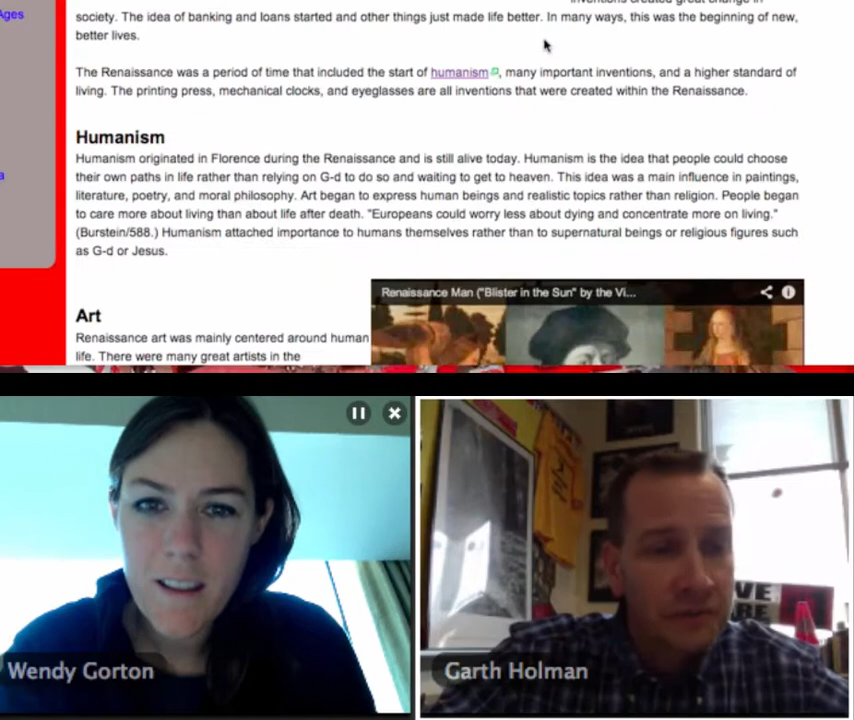 Ages
society. The idea of banking and loans started and other things just made life better. In many ways, this was the beginning of new,
better lives.
The Renaissance was a period of time that included the start of humanism, many important inventions, and a higher standard of
living. The printing press, mechanical clocks, and eyeglasses are all inventions that were created within the Renaissance.
Humanism
Humanism originated in Florence during the Renaissance and is still alive today. Humanism is the idea that people could choose
their own paths in life rather than relying on G-d to do so and waiting to get to heaven. This idea was a main influence in paintings,
literature, poetry, and moral philosophy. Art began to express human beings and realistic topics rather than religion. People began
to care more about living than about life after death. "Europeans could worry less about dying and concentrate more on living."
(Burstein/588.) Humanism attached importance to humans themselves rather than to supernatural beings or religious figures such
as G-d or Jesus.
Renaissance Man ("Blister in the Sun" by the Vi...
Art
Renaissance art was mainly centered around human
life. There were many great artists in the
Wendy Gorton
Garth Holman